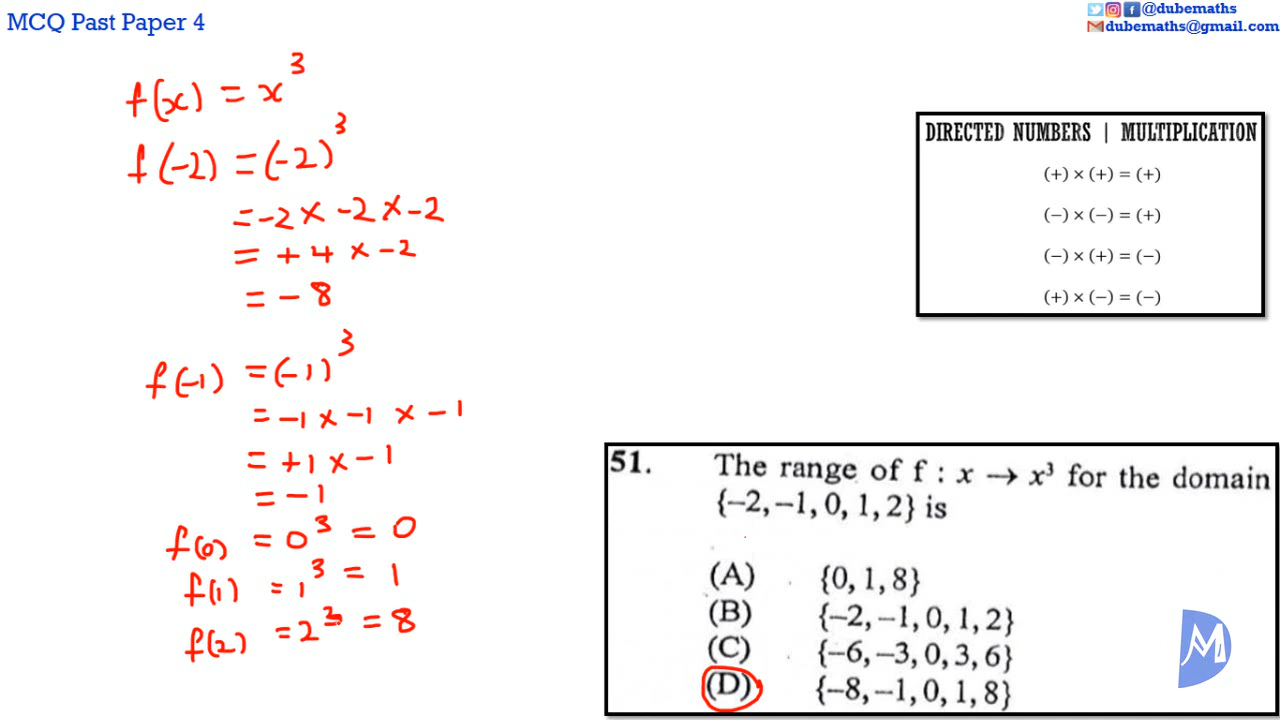 MCQ Past Paper 4
@dubemaths
dubemaths@gmail.com
f(x) = x³
f(-2) = (-2)³
= -2 × -2 × -2
= +4 × -2
= -8
f(-1) = (-1)³
= -1 × -1 × -1
= +1 × -1
= -1
f(0) = 0³ = 0
f(1) = 1³ = 1
f(2) = 2³ = 8
DIRECTED NUMBERS | MULTIPLICATION
(+) × (+) = (+)
(−) × (−) = (+)
(−) × (+) = (−)
(+) × (−) = (−)
51. The range of f : x → x³ for the domain
{–2, –1, 0, 1, 2} is
(A) {0, 1, 8}
(B) {–2, –1, 0, 1, 2}
(C) {–6, –3, 0, 3, 6}
(D) {–8, –1, 0, 1, 8}
M